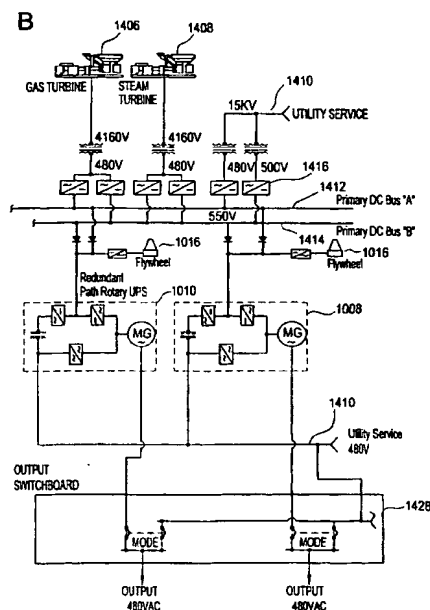 B
1406
1408
GAS TURBINE
STEAM
TURBINE
1410
15KV
UTILITY SERVICE
4160V
4160V
480V
480V
480V
500V
1416
1412
Primary DC Bus "A"
550V
Primary DC Bus "B"
1414
1016
Flywheel
1016
Flywheel
Redundant
Path Rotary UPS
1010
1008
MG
MG
1410
Utility Service
480V
OUTPUT
SWITCHBOARD
1428
MODE
MODE
OUTPUT
480VAC
OUTPUT
480VAC